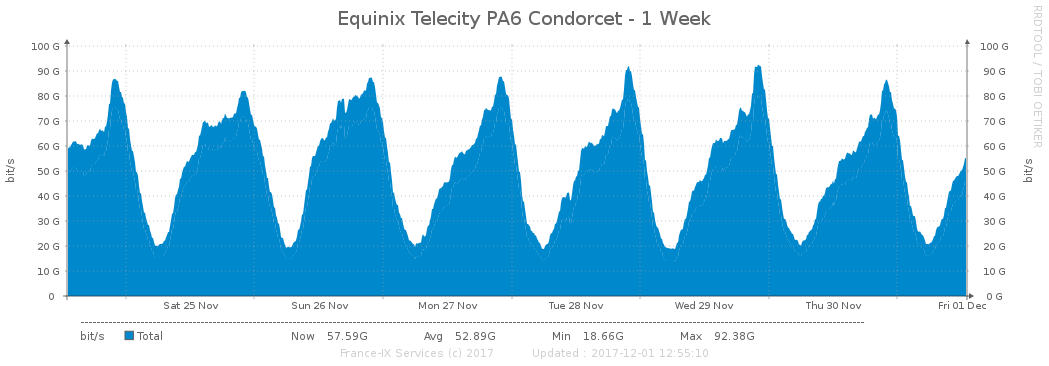 Equinix Telecity PA6 Condorcet - 1 Week
RRDTOOL / TOBI OETIKER
100 G 100 G
90 G 90 G
80 G 80 G
70 G 70 G
60 G 60 G
50 G 50 G
40 G 40 G
30 G 30 G
20 G 20 G
10 G 10 G
0 0 G
bit/s
bit/s
Sat 25 Nov Sun 26 Nov Mon 27 Nov Tue 28 Nov Wed 29 Nov Thu 30 Nov Fri 01 Dec
bit/s Total Now 57.59G Avg 52.89G Min 18.66G Max 92.38G
France-IX Services (c) 2017 Updated : 2017-12-01 12:55:10